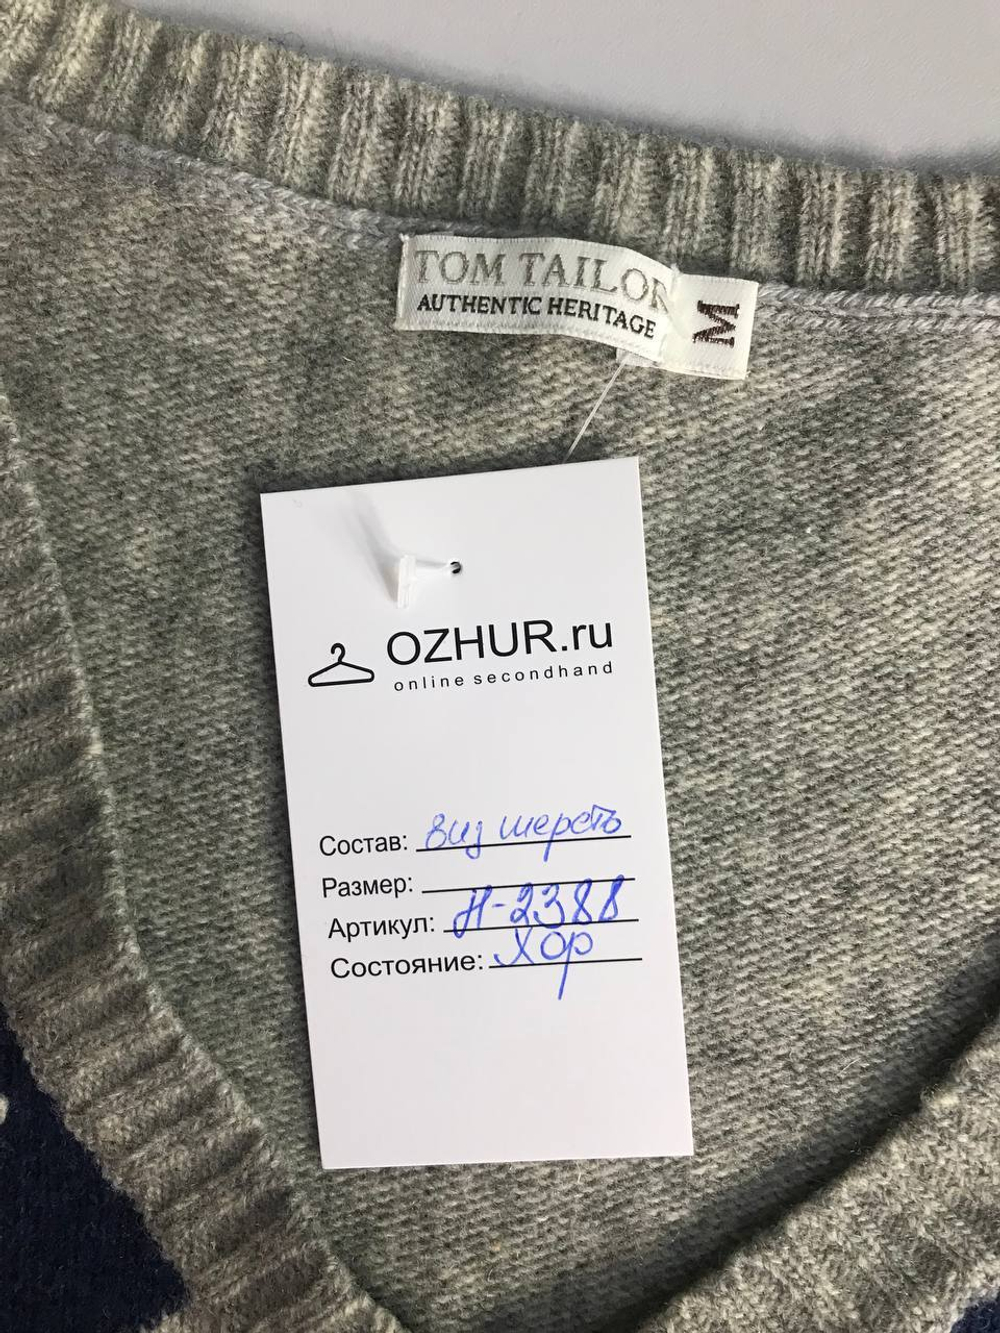 TOM TAILOR
AUTHENTIC HERITAGE
M
OZHUR.ru
online secondhand
Состав: виз шерсть
Размер:
Артикул: Н-2388
Состояние: Хор